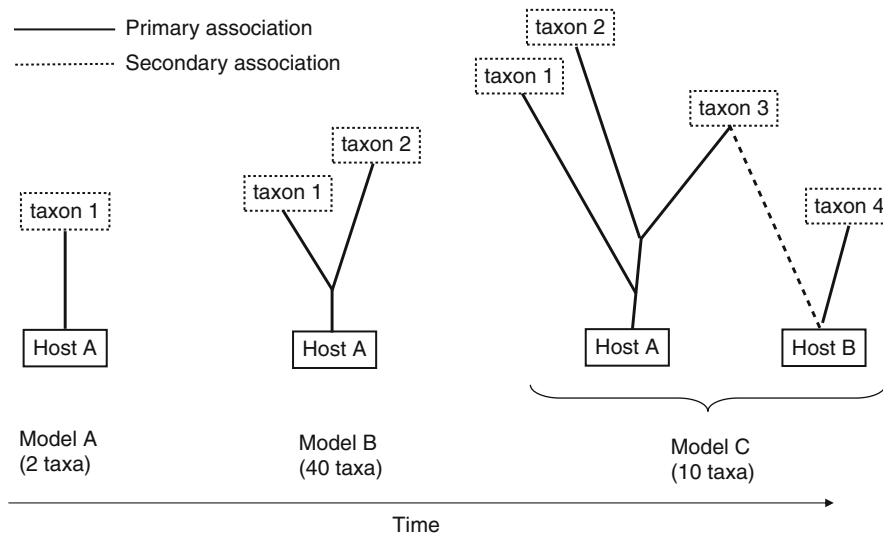 Primary association
Secondary association
taxon 1
Host A
Model A
(2 taxa)
taxon 1
taxon 2
Host A
Model B
(40 taxa)
taxon 1
taxon 2
taxon 3
taxon 4
Host A
Host B
Model C
(10 taxa)
Time